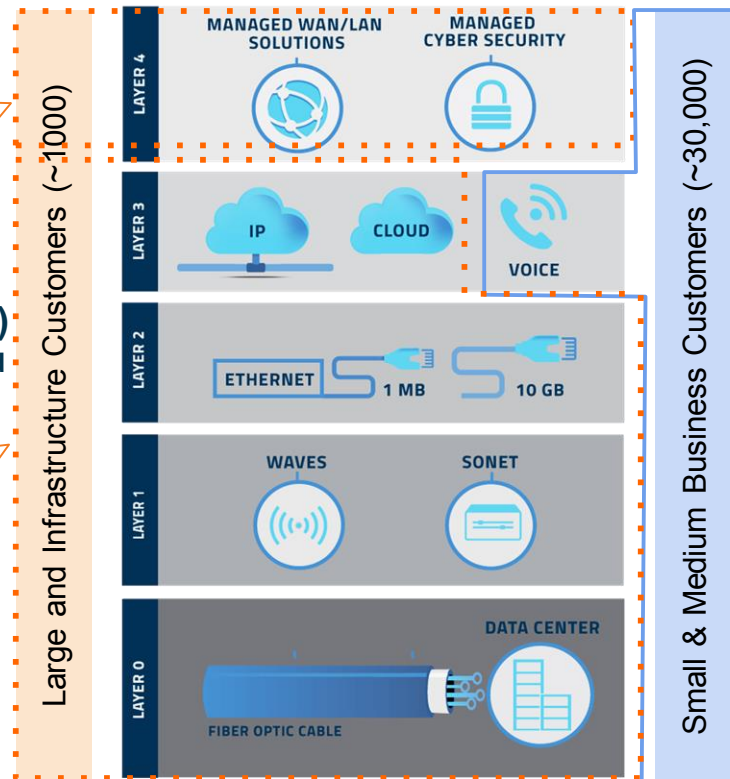 Large and Infrastructure Customers (~1000)
LAYER 4
MANAGED WAN/LAN
SOLUTIONS
MANAGED
CYBER SECURITY
LAYER 3
IP
CLOUD
VOICE
LAYER 2
ETHERNET
1 MB
10 GB
LAYER 1
WAVES
SONET
LAYER 0
FIBER OPTIC CABLE
DATA CENTER
Small & Medium Business Customers (~30,000)
)